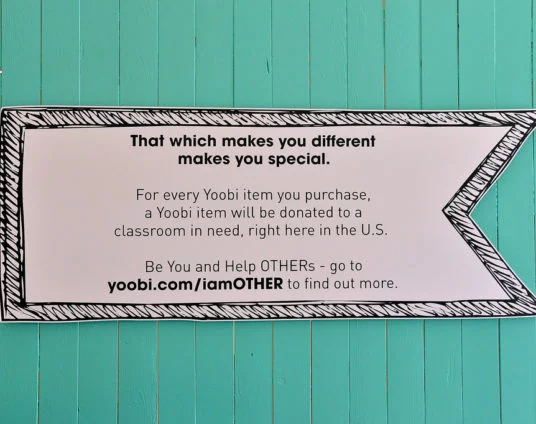 That which makes you different
makes you special.
For every Yoobi item you purchase,
a Yoobi item will be donated to a
classroom in need, right here in the U.S.
Be You and Help OTHERs - go to
yoobi.com/iamOTHER to find out more.